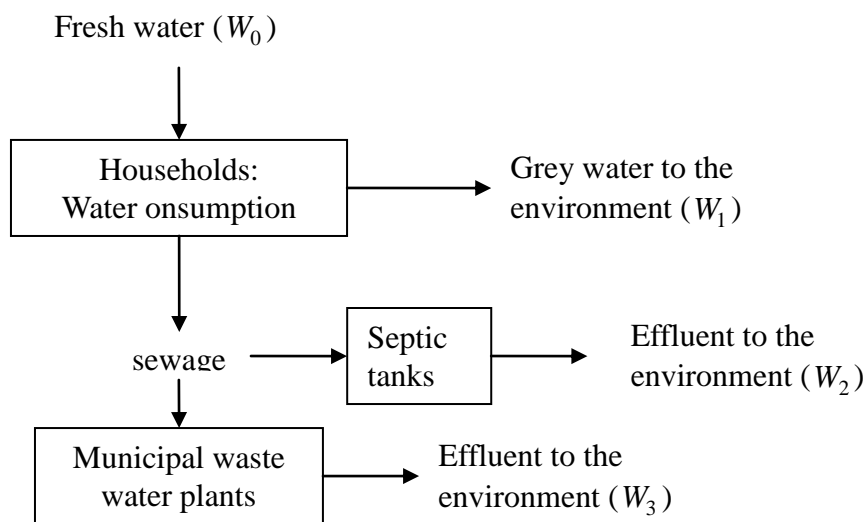 Fresh water (W₀)
Households:
Water onsumption
Grey water to the
environment (W₁)
sewage
Septic
tanks
Effluent to the
environment (W₂)
Municipal waste
water plants
Effluent to the
environment (W₃)